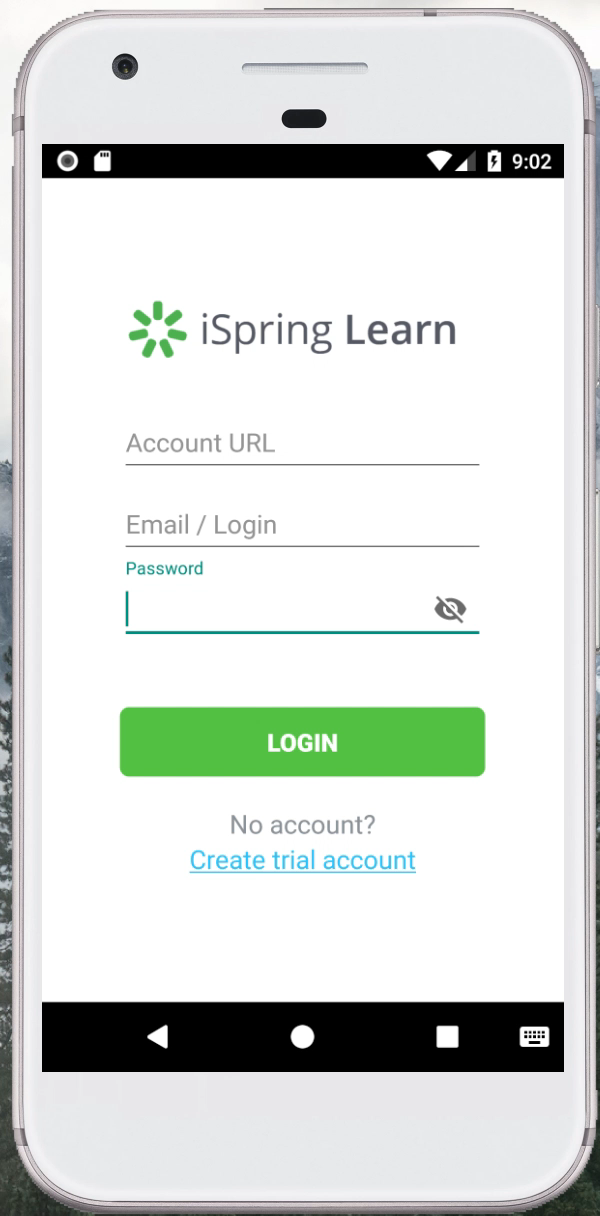 9:02
iSpring Learn
Account URL
Email / Login
Password
LOGIN
No account?
Create trial account